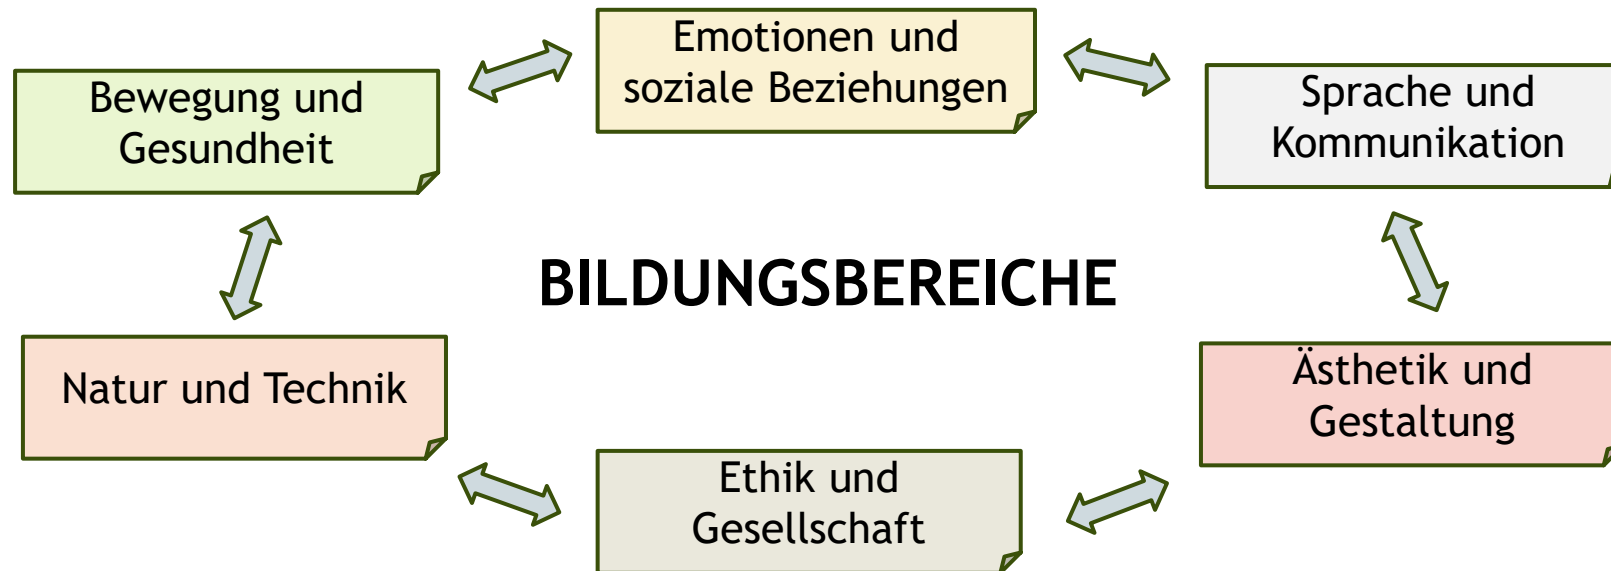 Emotionen und
soziale Beziehungen
Bewegung und
Gesundheit
Sprache und
Kommunikation
BILDUNGSBEREICHE
Natur und Technik
Ästhetik und
Gestaltung
Ethik und
Gesellschaft